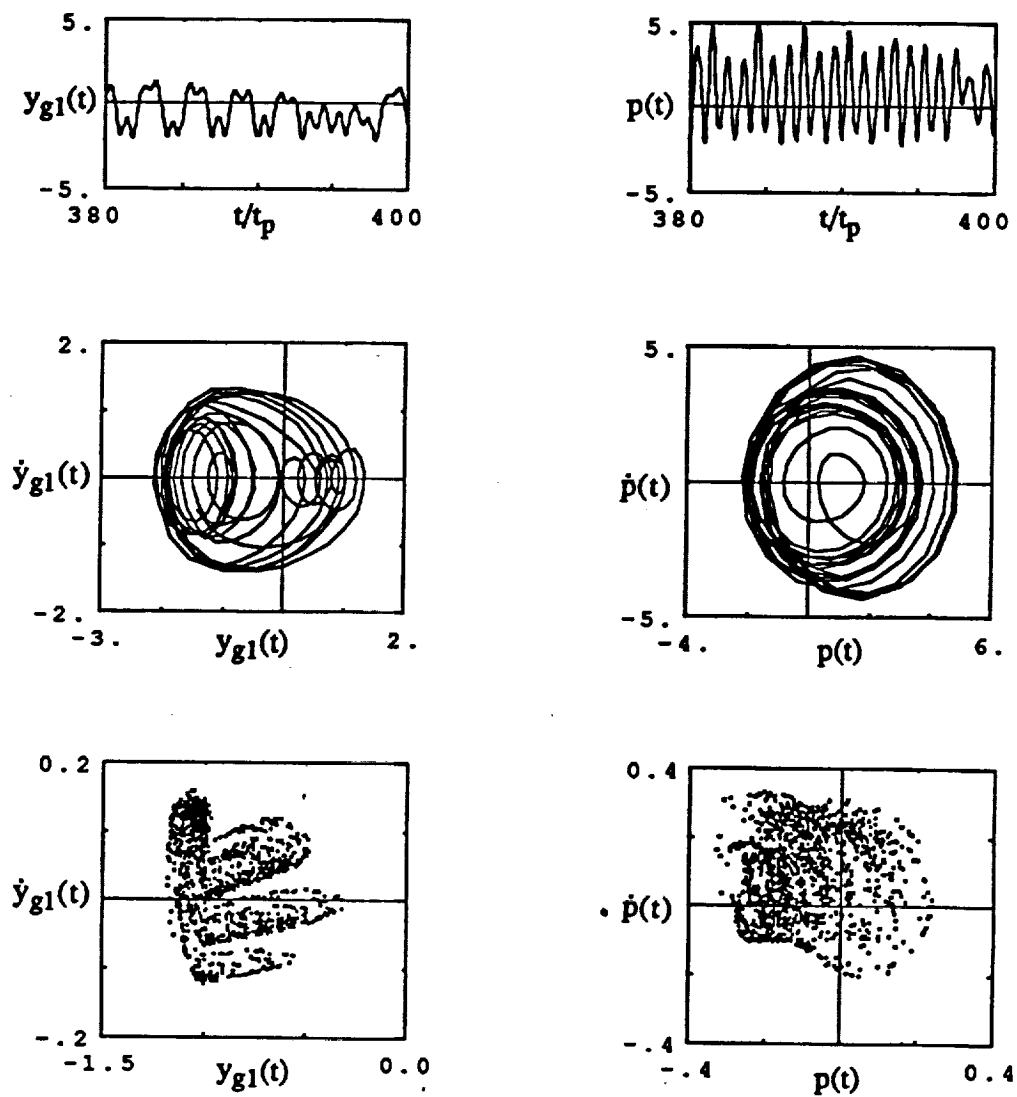 5.
y_g1(t)
-5.
380 t/t_p 400
5.
p(t)
-5.
380 t/t_p 400
2.
ẏ_g1(t)
-2.
-3. y_g1(t) 2.
5.
ṗ(t)
-5.
-4. p(t) 6.
0.2
ẏ_g1(t)
-.2
-1.5 y_g1(t) 0.0
0.4
ṗ(t)
-.4
-.4 p(t) 0.4